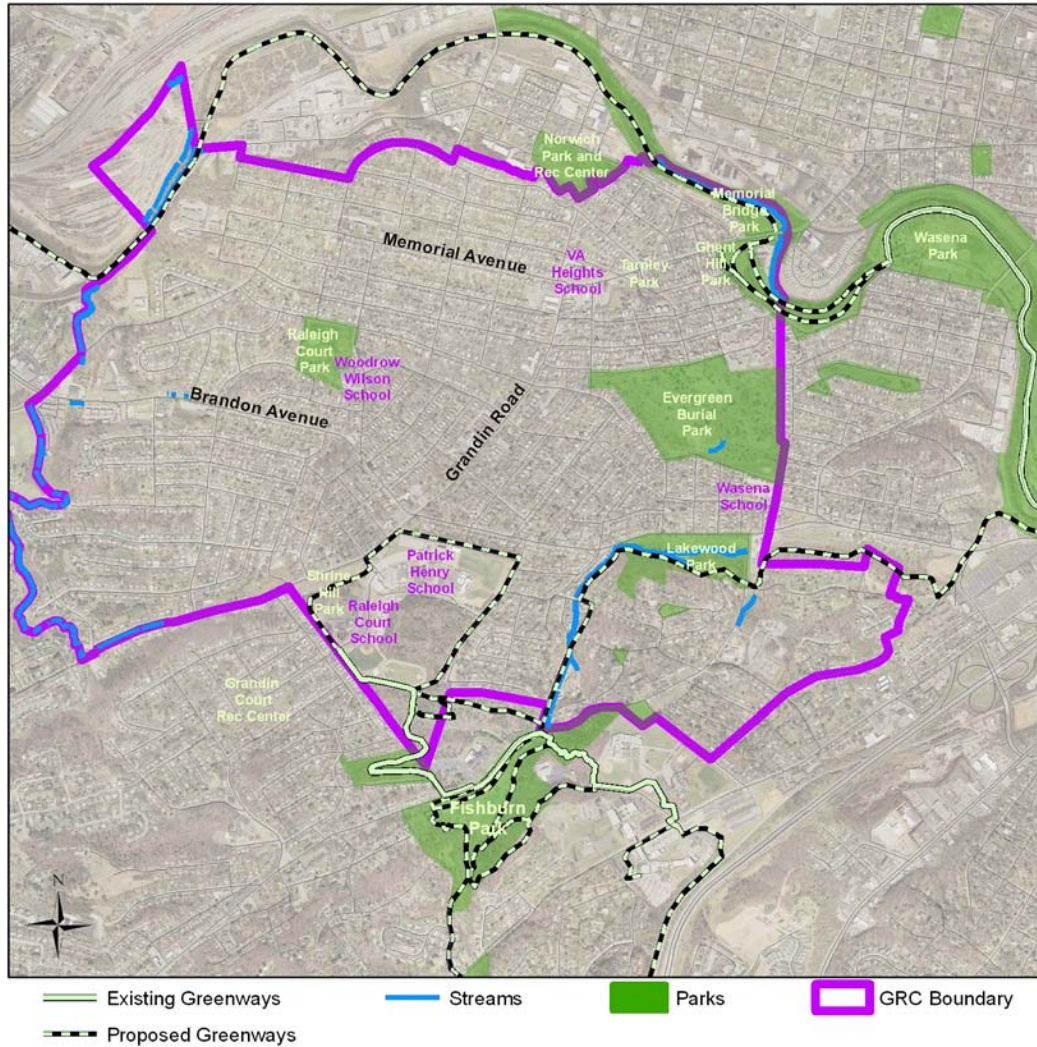 Norwich
Park and
Rec Center
Memorial
Bridge
Park
Wasena
Park
Memorial Avenue
VA
Heights
School
Tarpley
Park
Ghent
Hill
Park
Raleigh
Court
Park
Woodrow
Wilson
School
Brandon Avenue
Grandin Road
Evergreen
Burial
Park
Wasena
School
Lakewood
Park
Patrick
Henry
School
Shrine
Hill
Park
Raleigh
Court
School
Grandin
Court
Rec Center
Fishburn
Park
N
Existing Greenways
Streams
Parks
GRC Boundary
Proposed Greenways